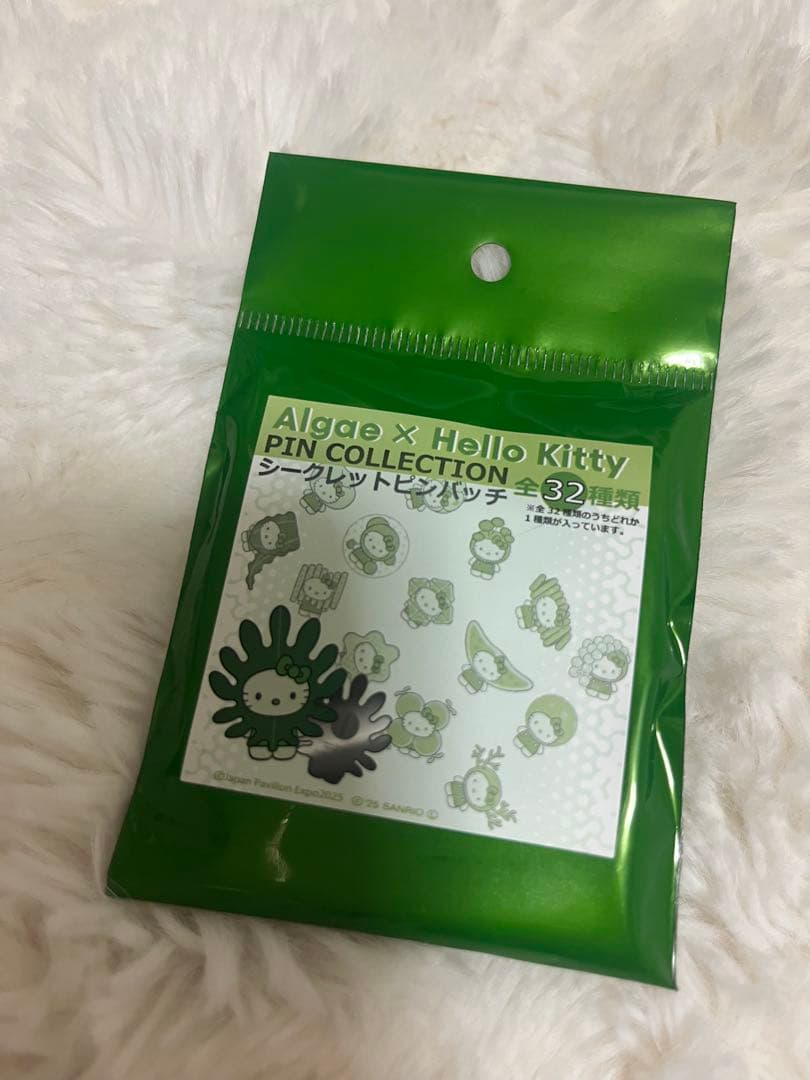 Algae × Hello Kitty
PIN COLLECTION
シークレットピンバッチ
全32種類
※全32種類のうちどれか
1種類が入っています。
©Japan Pavilion Expo2025 © '25 SANRIO ©